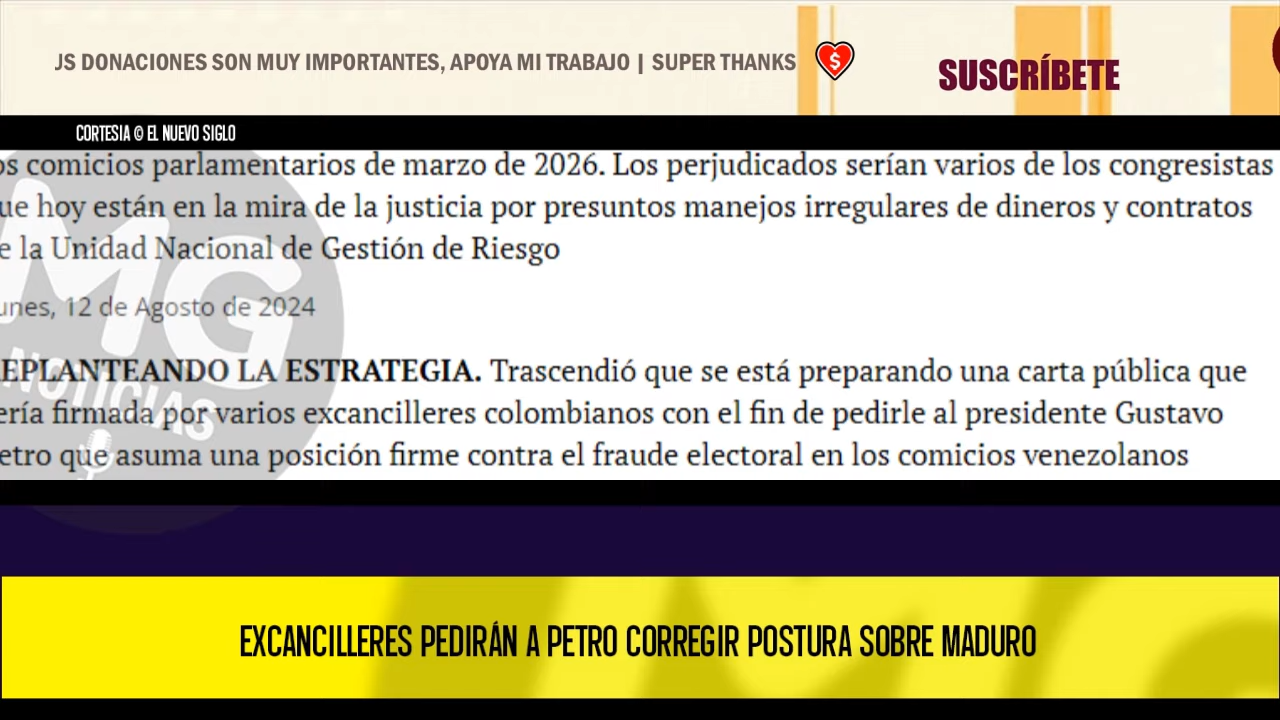 JS DONACIONES SON MUY IMPORTANTES, APOYA MI TRABAJO | SUPER THANKS
SUSCRÍBETE
CORTESIA © EL NUEVO SIGLO
os comicios parlamentarios de marzo de 2026. Los perjudicados serían varios de los congresistas
ue hoy están en la mira de la justicia por presuntos manejos irregulares de dineros y contratos
e la Unidad Nacional de Gestión de Riesgo
unes, 12 de Agosto de 2024
EPLANTEANDO LA ESTRATEGIA. Trascendió que se está preparando una carta pública que
ería firmada por varios excancilleres colombianos con el fin de pedirle al presidente Gustavo
etro que asuma una posición firme contra el fraude electoral en los comicios venezolanos
MG
NOTICIAS
EXCANCILLERES PEDIRÁN A PETRO CORREGIR POSTURA SOBRE MADURO